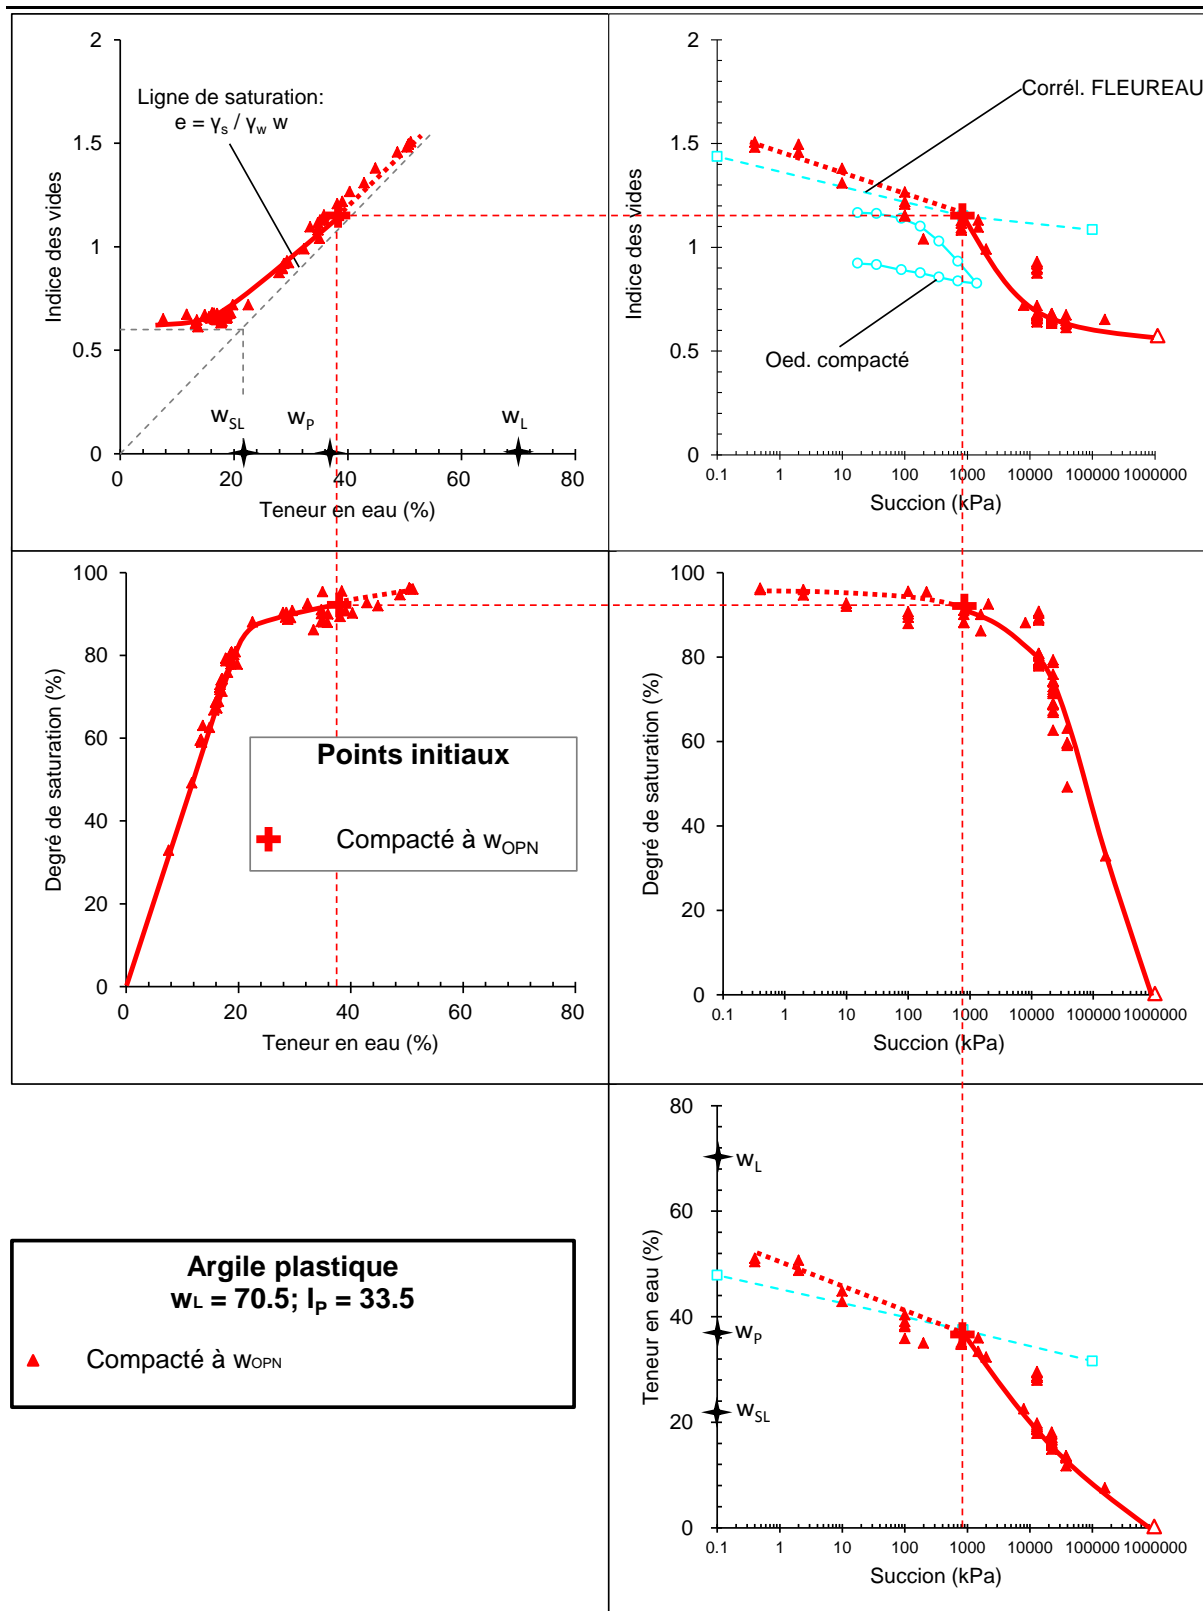 2
1.5
1
0.5
0
Indice des vides
Ligne de saturation:
e = γs / γw w
wSL
wP
wL
0
20
40
60
80
Teneur en eau (%)
2
1.5
1
0.5
0
Indice des vides
Corrél. FLEUREAU
Oed. compacté
0.1
1
10
100
1000
10000
100000
1000000
Succion (kPa)
100
80
60
40
20
0
Degré de saturation (%)
Points initiaux
Compacté à wOPN
0
20
40
60
80
Teneur en eau (%)
100
80
60
40
20
0
Degré de saturation (%)
0.1
1
10
100
1000
10000
100000
1000000
Succion (kPa)
Argile plastique
wL = 70.5; IP = 33.5
Compacté à wOPN
80
60
40
20
0
Teneur en eau (%)
wL
wP
wSL
0.1
1
10
100
1000
10000
100000
1000000
Succion (kPa)